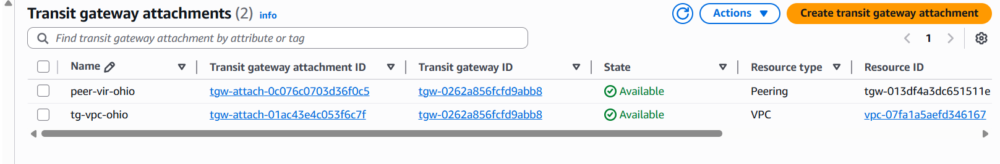 Transit gateway attachments (2) info
Actions
Create transit gateway attachment
Find transit gateway attachment by attribute or tag
1
Name Transit gateway attachment ID Transit gateway ID State Resource type Resource ID
peer-vir-ohio tgw-attach-0c076c0703d36f0c5 tgw-0262a856fcfd9abb8 Available Peering tgw-013df4a3dc651511e
tg-vpc-ohio tgw-attach-01ac43e4c053f6c7f tgw-0262a856fcfd9abb8 Available VPC vpc-07fa1a5aefd346167